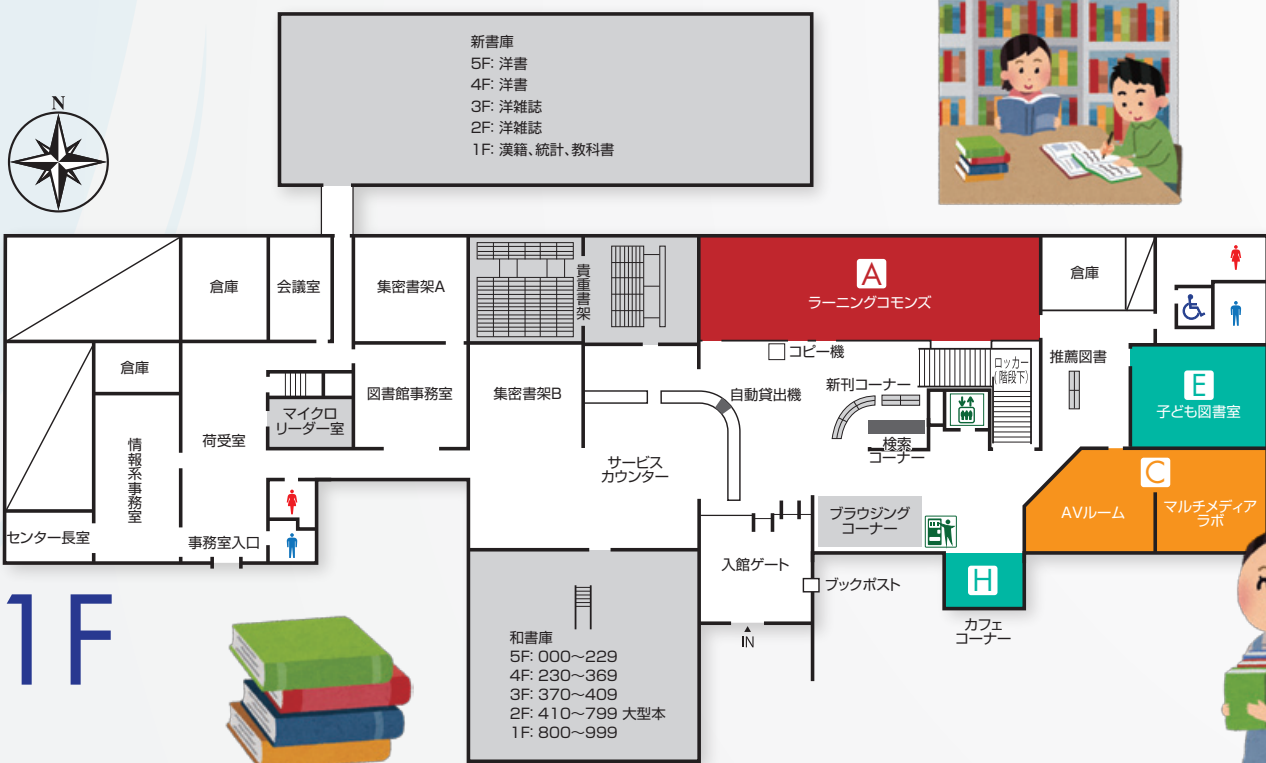 新書庫
5F: 洋書
4F: 洋書
3F: 洋雑誌
2F: 洋雑誌
1F: 漢籍、統計、教科書
N
倉庫
会議室
集密書架A
貴重書架
A
ラーニングコモンズ
倉庫
コピー機
倉庫
図書館事務室
集密書架B
自動貸出機
新刊コーナー
ロッカー
(階段下)
推薦図書
E
子ども図書室
マイクロ
リーダー室
荷受室
情報系事務室
検索
コーナー
サービス
カウンター
C
AVルーム
マルチメディア
ラボ
ブラウジング
コーナー
センター長室
事務室入口
入館ゲート
H
ブックポスト
カフェ
コーナー
IN
1F
和書庫
5F: 000~229
4F: 230~369
3F: 370~409
2F: 410~799 大型本
1F: 800~999